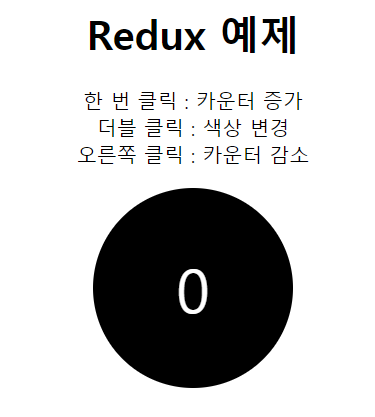 Redux 예제
한 번 클릭 : 카운터 증가
더블 클릭 : 색상 변경
오른쪽 클릭 : 카운터 감소
0